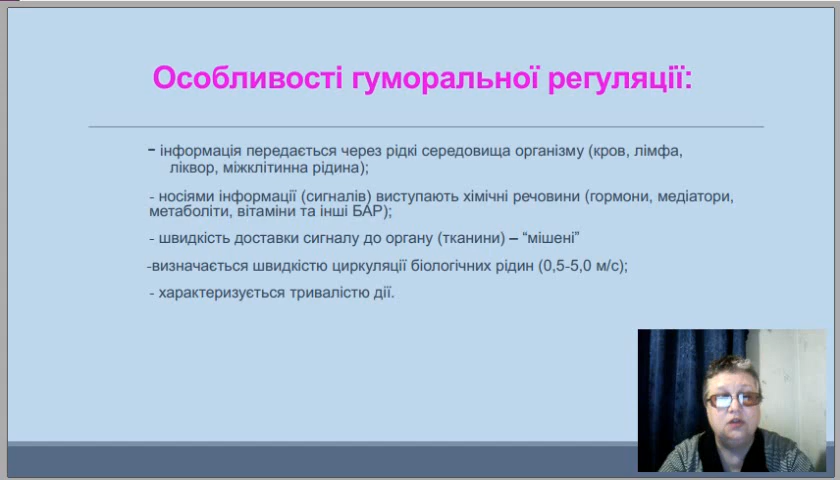 Особливості гуморальної регуляції:
- інформація передається через рідкі середовища організму (кров, лімфа,
ліквор, міжклітинна рідина);
- носіями інформації (сигналів) виступають хімічні речовини (гормони, медіатори,
метаболіти, вітаміни та інші БАР);
- швидкість доставки сигналу до органу (тканини) – “мішені”
-визначається швидкістю циркуляції біологічних рідин (0,5-5,0 м/с);
- характеризується тривалістю дії.